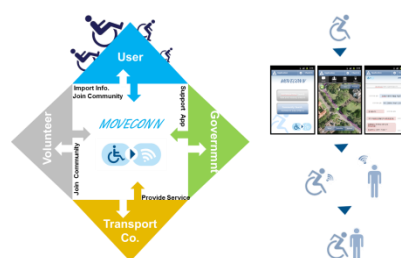 User
Import Info.
Join Community
Support App
MOVECONN
Volunteer
Government
Join Community
Provide Service
Transport
Co.